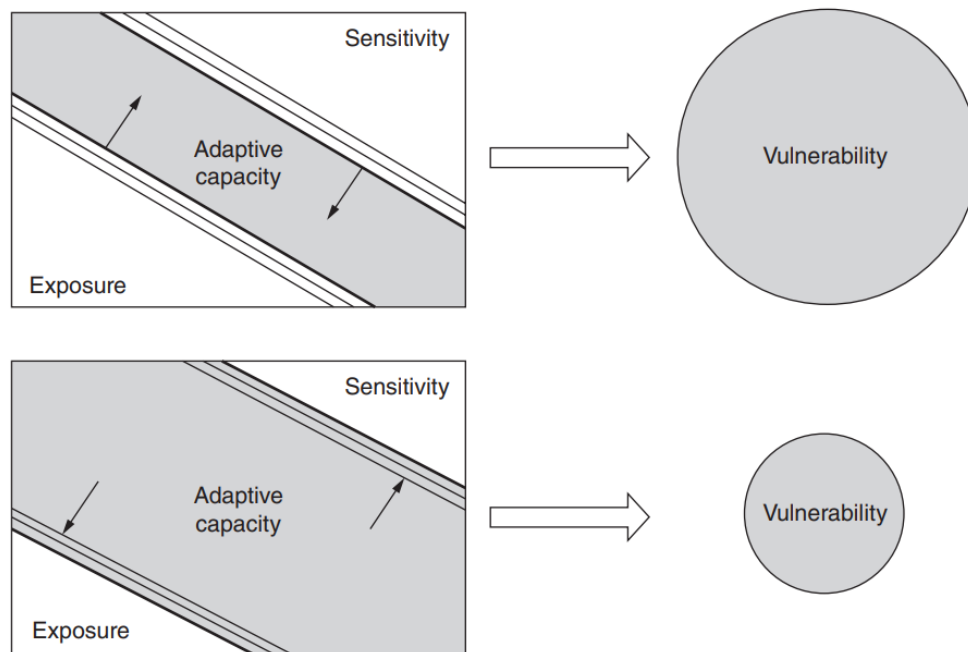 Sensitivity
Adaptive
capacity
Exposure
Vulnerability
Sensitivity
Adaptive
capacity
Exposure
Vulnerability